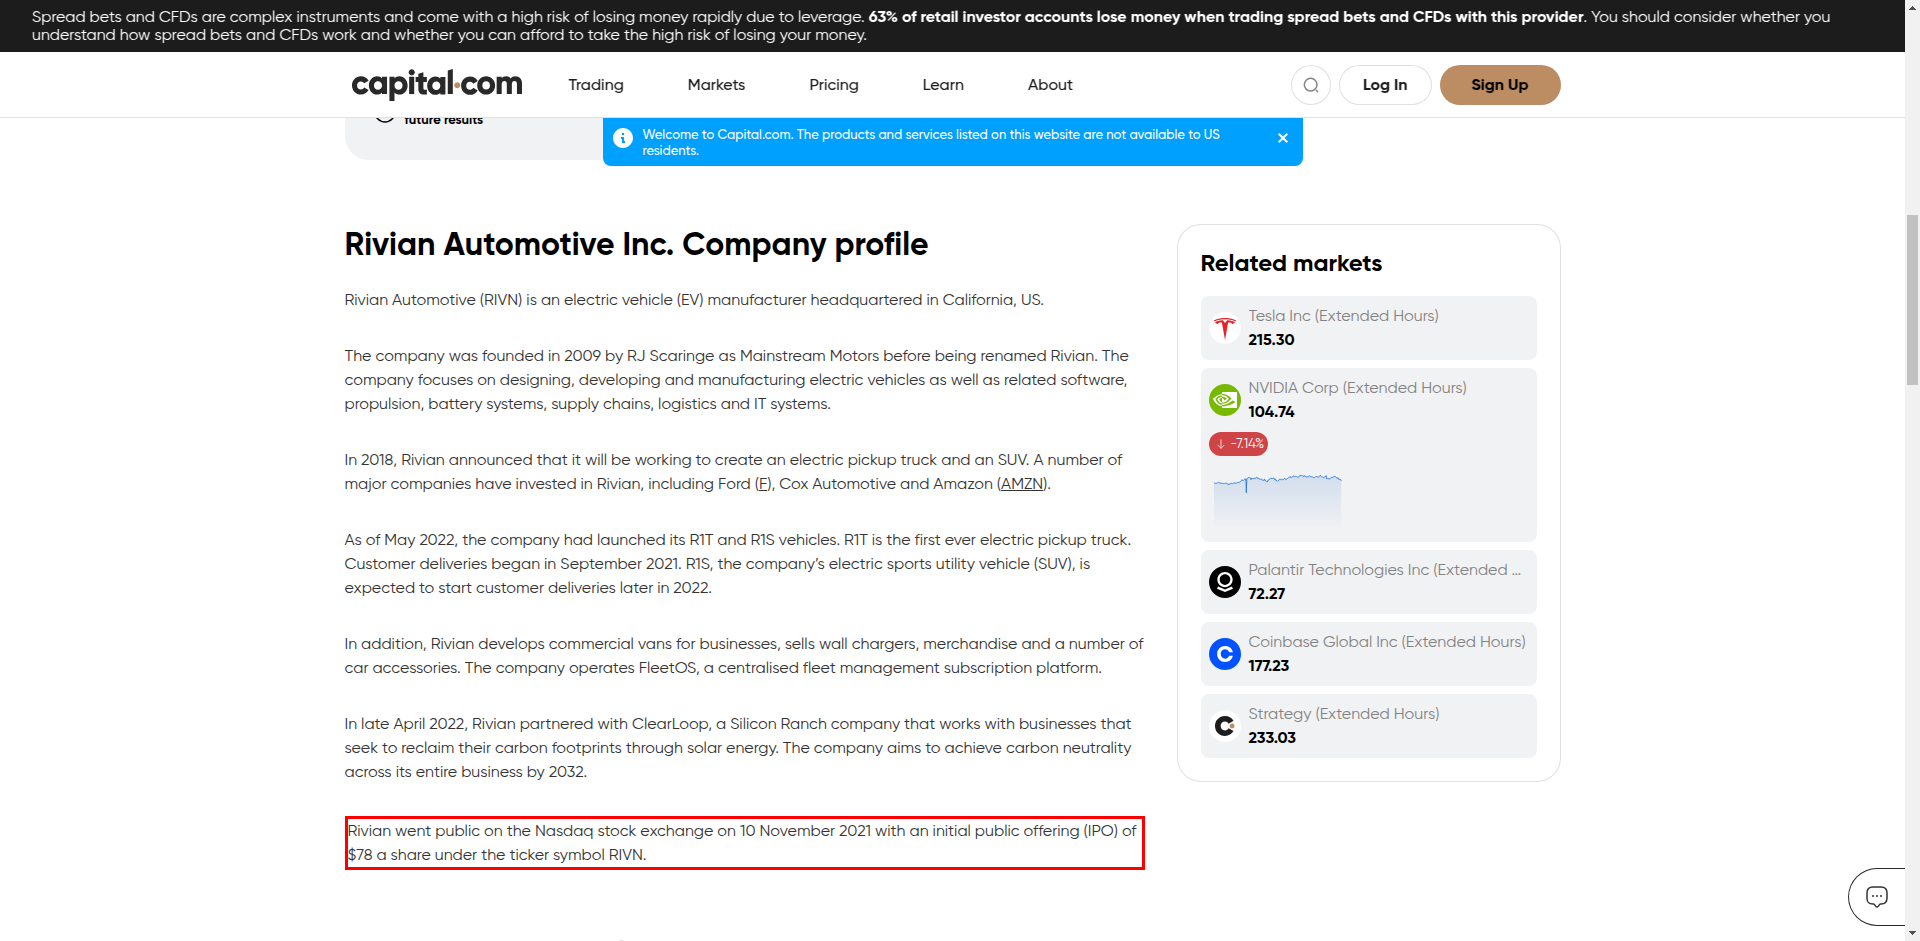 Spread bets and CFDs are complex instruments and come with a high risk of losing money rapidly due to leverage. 63% of retail investor accounts lose money when trading spread bets and CFDs with this provider. You should consider whether you
understand how spread bets and CFDs work and whether you can afford to take the high risk of losing your money.
capital.com
Trading
Markets
Pricing
Learn
About
Log In
Sign Up
future results
Welcome to Capital.com. The products and services listed on this website are not available to US
residents.
Rivian Automotive Inc. Company profile
Rivian Automotive (RIVN) is an electric vehicle (EV) manufacturer headquartered in California, US.
The company was founded in 2009 by RJ Scaringe as Mainstream Motors before being renamed Rivian. The
company focuses on designing, developing and manufacturing electric vehicles as well as related software,
propulsion, battery systems, supply chains, logistics and IT systems.
In 2018, Rivian announced that it will be working to create an electric pickup truck and an SUV. A number of
major companies have invested in Rivian, including Ford (F), Cox Automotive and Amazon (AMZN).
As of May 2022, the company had launched its R1T and R1S vehicles. R1T is the first ever electric pickup truck.
Customer deliveries began in September 2021. R1S, the company's electric sports utility vehicle (SUV), is
expected to start customer deliveries later in 2022.
In addition, Rivian develops commercial vans for businesses, sells wall chargers, merchandise and a number of
car accessories. The company operates FleetOS, a centralised fleet management subscription platform.
In late April 2022, Rivian partnered with ClearLoop, a Silicon Ranch company that works with businesses that
seek to reclaim their carbon footprints through solar energy. The company aims to achieve carbon neutrality
across its entire business by 2032.
Rivian went public on the Nasdaq stock exchange on 10 November 2021 with an initial public offering (IPO) of
$78 a share under the ticker symbol RIVN.
Related markets
Tesla Inc (Extended Hours)
215.30
NVIDIA Corp (Extended Hours)
104.74
↓ -7.14%
Palantir Technologies Inc (Extended ...
72.27
Coinbase Global Inc (Extended Hours)
177.23
Strategy (Extended Hours)
233.03